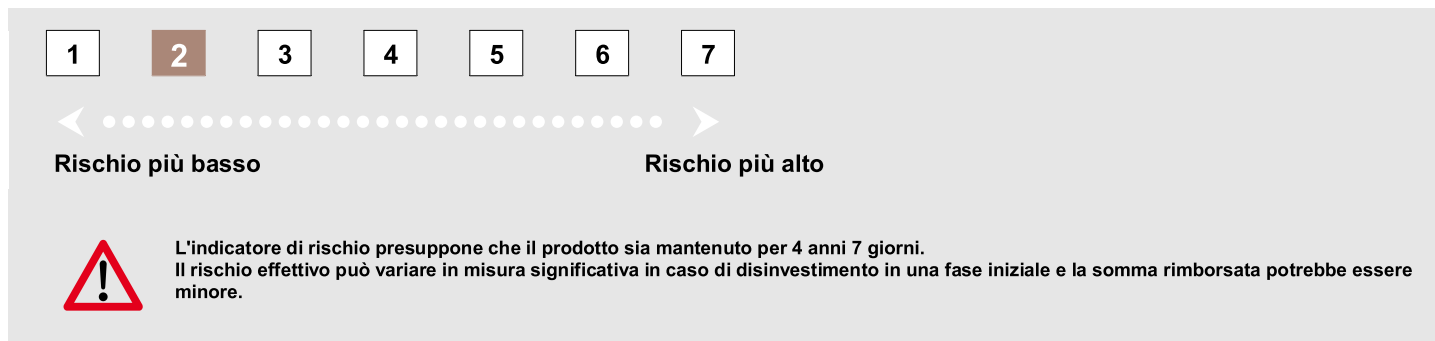 1 2 3 4 5 6 7
Rischio più basso Rischio più alto
L'indicatore di rischio presuppone che il prodotto sia mantenuto per 4 anni 7 giorni.
Il rischio effettivo può variare in misura significativa in caso di disinvestimento in una fase iniziale e la somma rimborsata potrebbe essere
minore.